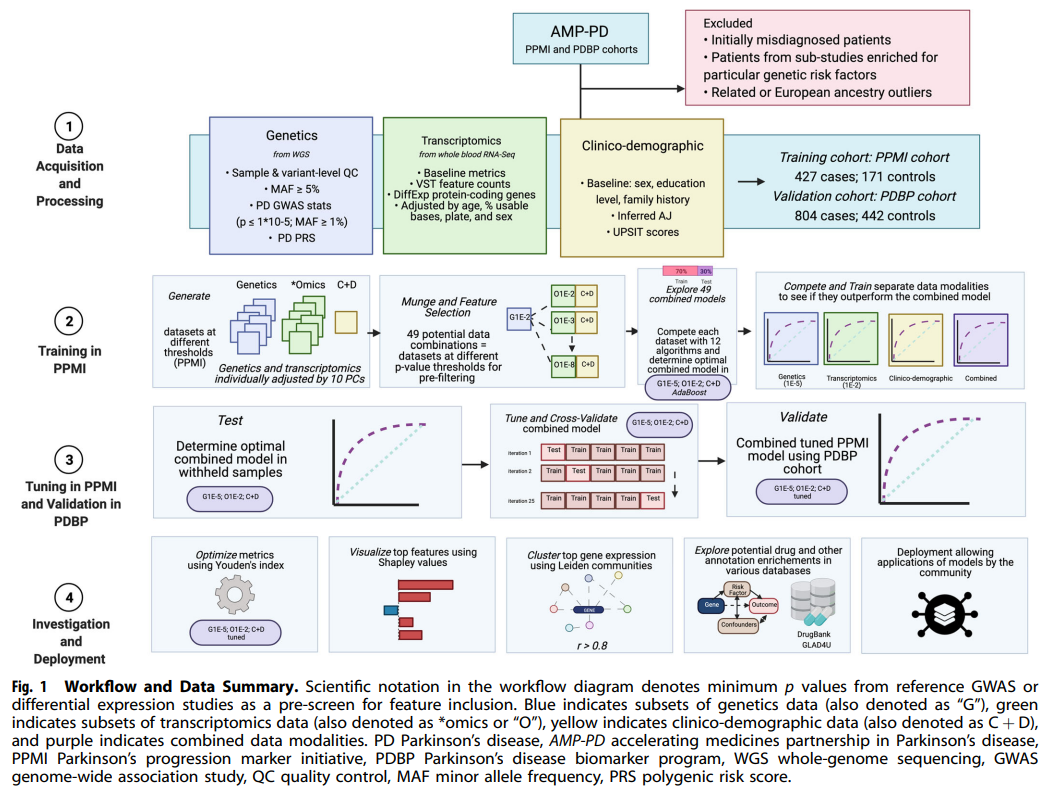 AMP-PD
PPMI and PDBP cohorts
Excluded
• Initially misdiagnosed patients
• Patients from sub-studies enriched for
particular genetic risk factors
• Related or European ancestry outliers
1
Data
Acquisition
and
Processing
Genetics
from WGS
• Sample & variant-level QC
• MAF ≥ 5%
• PD GWAS stats
(p ≤ 1*10-5; MAF ≥ 1%)
• PD PRS
Transcriptomics
from whole blood RNA-Seq
• Baseline metrics
• VST feature counts
• DiffExp protein-coding genes
• Adjusted by age, % usable
bases, plate, and sex
Clinico-demographic
• Baseline: sex, education
level, family history
• Inferred AJ
• UPSIT scores
Training cohort: PPMI cohort
427 cases; 171 controls
Validation cohort: PDBP cohort
804 cases; 442 controls
2
Training in
PPMI
Generate
datasets at
different
thresholds
(PPMI)
Genetics
*Omics
C+D
Genetics and transcriptomics
individually adjusted by 10 PCs
Munge and Feature
Selection
49 potential data
combinations =
datasets at different
p-value thresholds for
pre-filtering
G1E-2
O1E-2
C+D
O1E-3
C+D
O1E-8
C+D
70%
30%
Train
Test
Explore 49
combined models
Compete each
dataset with 12
algorithms and
determine optimal
combined model in
G1E-5; O1E-2; C+D
AdaBoost
Compete and Train separate data modalities
to see if they outperform the combined model
Genetics
(1E-5)
Transcriptomics
(1E-2)
Clinico-demographic
Combined
3
Tuning in PPMI
and Validation in
PDBP
Test
Determine optimal
combined model in
withheld samples
G1E-5; O1E-2; C+D
Tune and Cross-Validate
combined model
G1E-5; O1E-2; C+D
iteration 1
Test
Train
Train
Train
Train
iteration 2
Train
Test
Train
Train
Train
iteration 25
Train
Train
Train
Train
Test
Validate
Combined tuned PPMI
model using PDBP
cohort
G1E-5; O1E-2; C+D
tuned
4
Investigation
and
Deployment
Optimize metrics
using Youden's index
G1E-5; O1E-2; C+D
tuned
Visualize top features using
Shapley values
Cluster top gene expression
using Leiden communities
GENE
r > 0.8
Explore potential drug and other
annotation enrichements in
various databases
Risk
Factor
Gene
Outcome
Confounders
DrugBank
GLAD4U
Deployment allowing
applications of models by the
community
Fig. 1 Workflow and Data Summary. Scientific notation in the workflow diagram denotes minimum p values from reference GWAS or
differential expression studies as a pre-screen for feature inclusion. Blue indicates subsets of genetics data (also denoted as “G”), green
indicates subsets of transcriptomics data (also denoted as *omics or “O”), yellow indicates clinico-demographic data (also denoted as C + D),
and purple indicates combined data modalities. PD Parkinson’s disease, AMP-PD accelerating medicines partnership in Parkinson’s disease,
PPMI Parkinson’s progression marker initiative, PDBP Parkinson’s disease biomarker program, WGS whole-genome sequencing, GWAS
genome-wide association study, QC quality control, MAF minor allele frequency, PRS polygenic risk score.